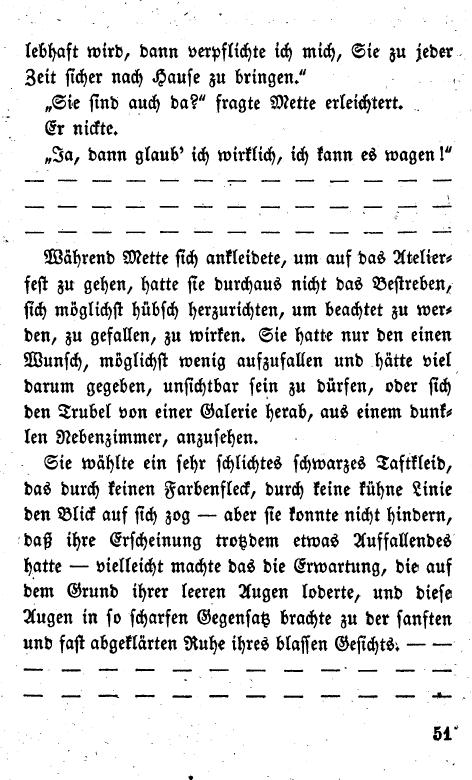 lebhaft wird, dann verpflichte ich mich, Sie zu jeder
Zeit sicher nach Hause zu bringen.“
„Sie sind auch da?“ fragte Mette erleichtert.
Er nickte.
„Ja, dann glaub' ich wirklich, ich kann es wagen!“
— — — — — — — — — — — —
— — — — — — — — — — — —
— — — — — — — — — — — —
Während Mette sich ankleidete, um auf das Atelier-
fest zu gehen, hatte sie durchaus nicht das Bestreben,
sich möglichst hübsch herzurichten, um beachtet zu wer-
den, zu gefallen, zu wirken. Sie hatte nur den einen
Wunsch, möglichst wenig aufzufallen und hätte viel
darum gegeben, unsichtbar sein zu dürfen, oder sich
den Trubel von einer Galerie herab, aus einem dunk-
len Nebenzimmer, anzusehen.
Sie wählte ein sehr schlichtes schwarzes Taftkleid,
das durch keinen Farbenfleck, durch keine kühne Linie
den Blick auf sich zog — aber sie konnte nicht hindern,
daß ihre Erscheinung trotzdem etwas Auffallendes
hatte — vielleicht machte das die Erwartung, die auf
dem Grund ihrer leeren Augen loderte, und diese
Augen in so scharfen Gegensatz brachte zu der sanften
und fast abgeklärten Ruhe ihres blassen Gesichts. — —
— — — — — — — — — — — —
— — — — — — — — — — — —
51